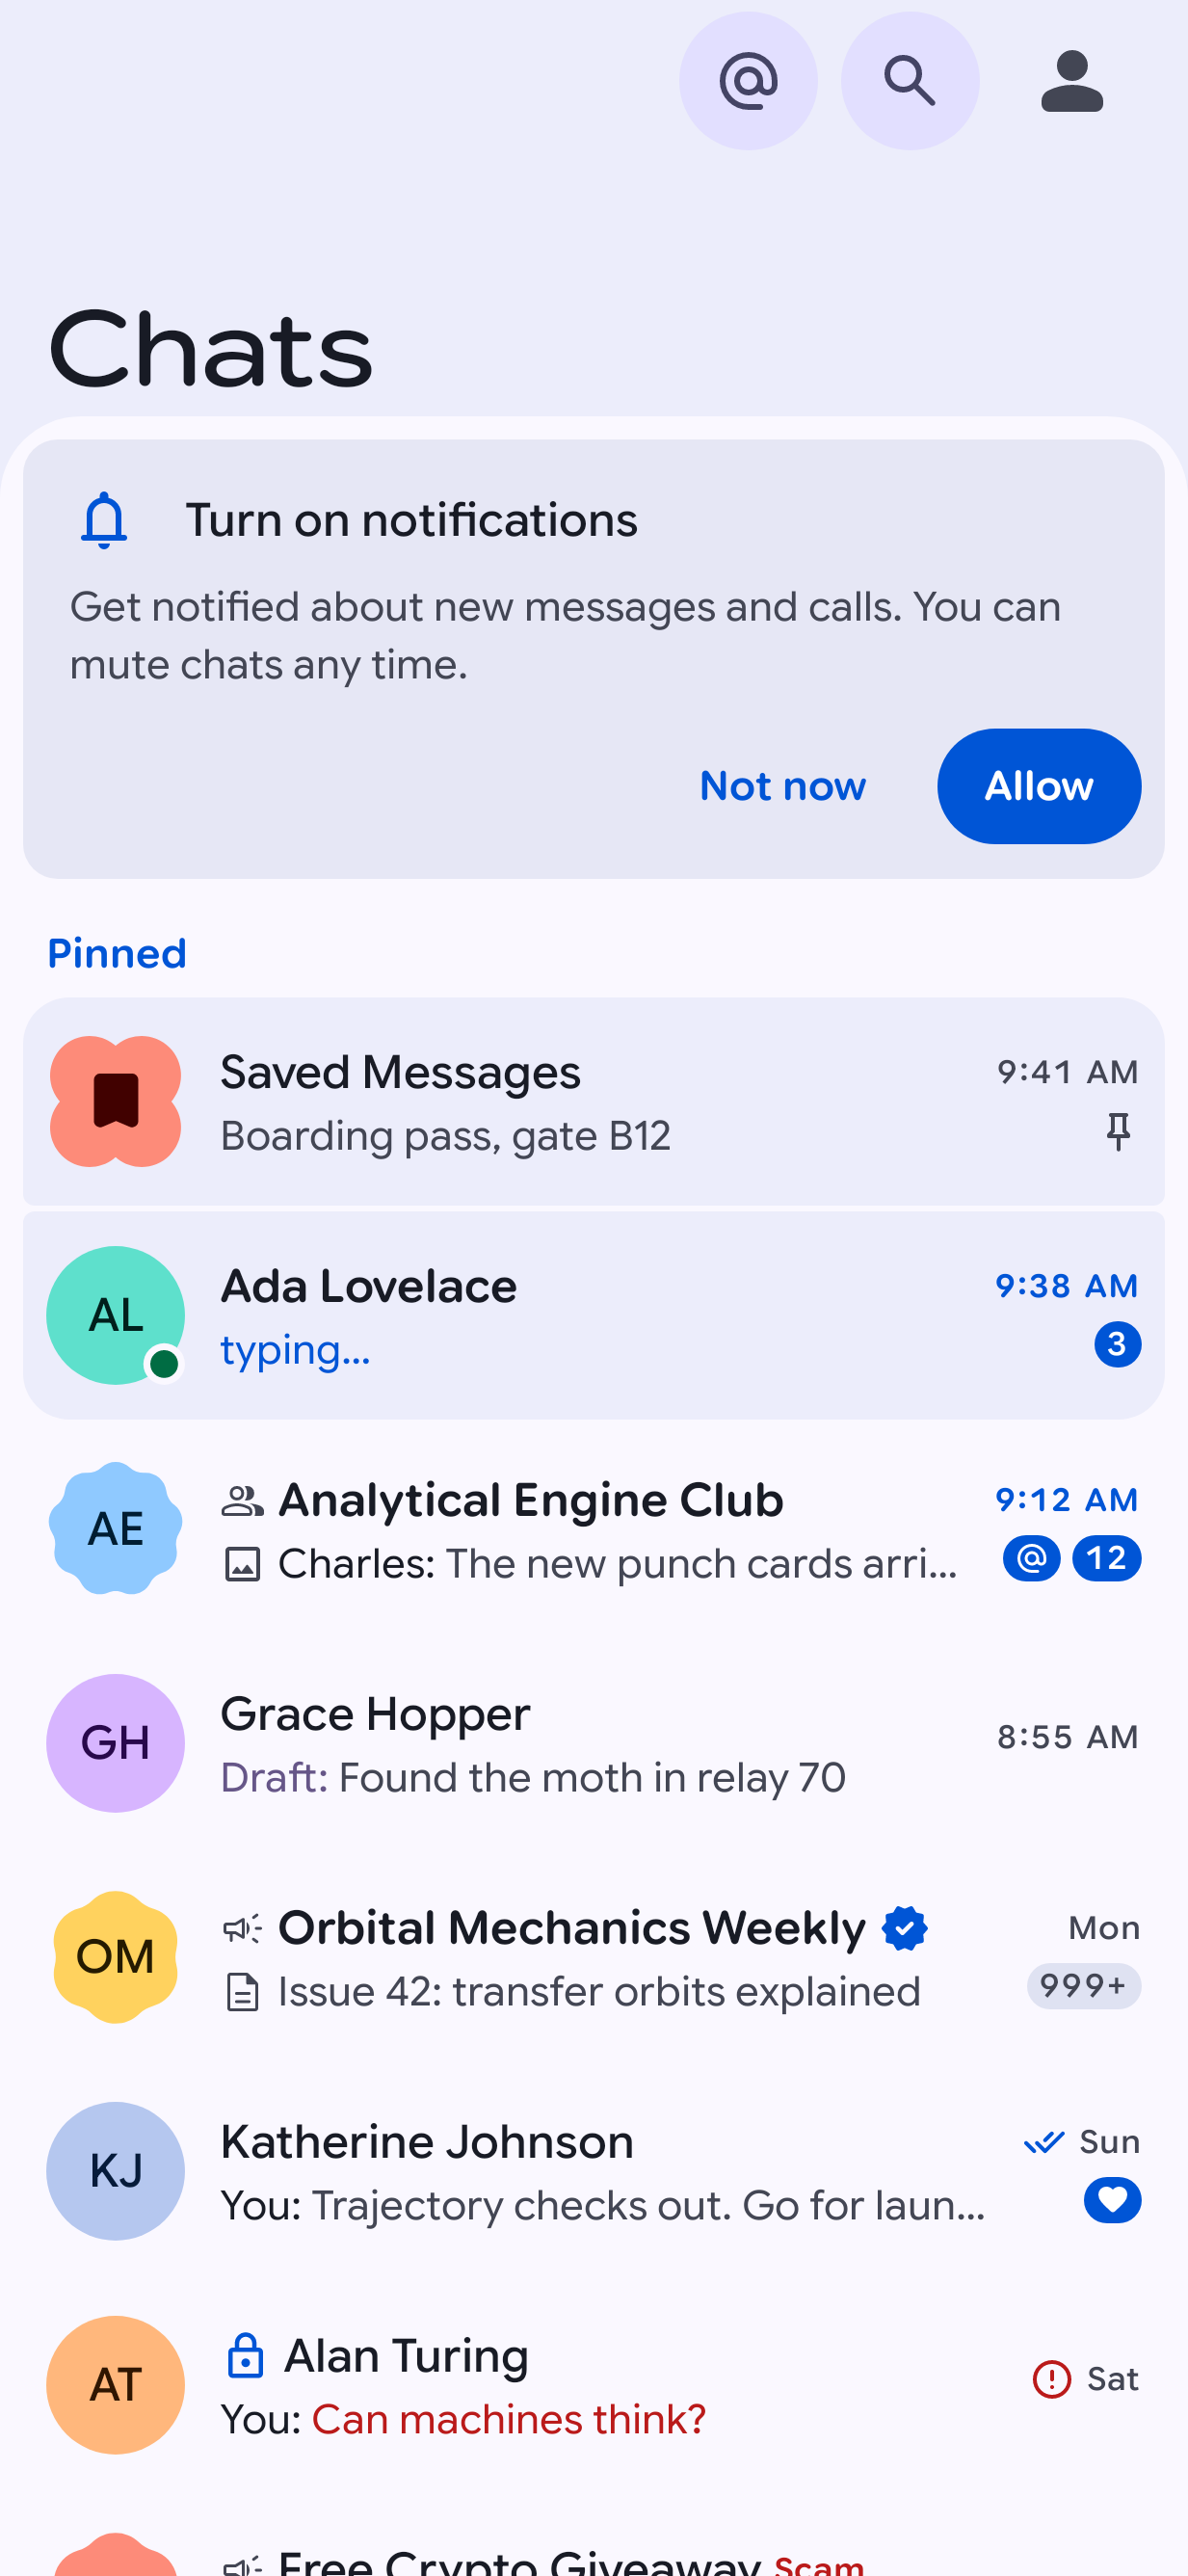 Chats
Turn on notifications
Get notified about new messages and calls. You can
mute chats any time.
Not now
Allow
Pinned
Saved Messages
9:41 AM
Boarding pass, gate B12
AL
Ada Lovelace
9:38 AM
typing...
3
AE
Analytical Engine Club
9:12 AM
Charles: The new punch cards arri...
@ 12
GH
Grace Hopper
8:55 AM
Draft: Found the moth in relay 70
OM
Orbital Mechanics Weekly
Mon
Issue 42: transfer orbits explained
999+
KJ
Katherine Johnson
Sun
You: Trajectory checks out. Go for laun...
AT
Alan Turing
Sat
You: Can machines think?
Free Crypto Giveaway Scam